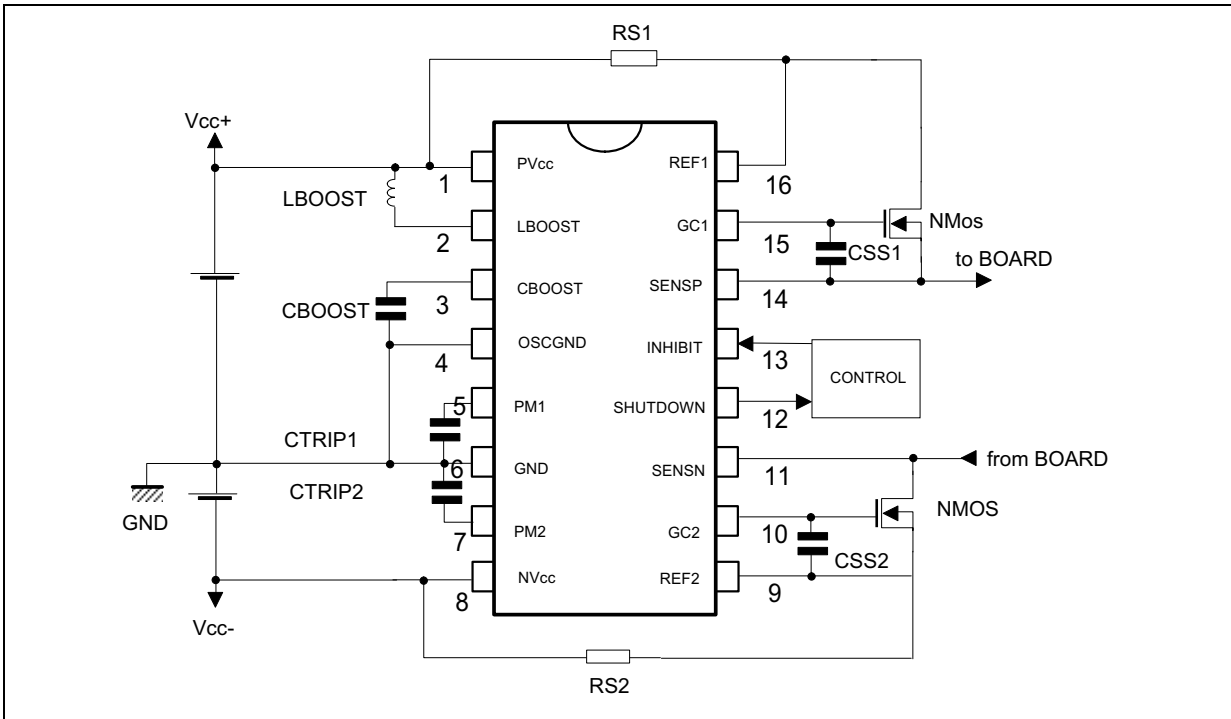 RS1
Vcc+
PVcc
1
REF1
16
LBOOST
LBOOST
2
GC1
15
NMos
CSS1
to BOARD
CBOOST
CBOOST
3
SENSP
14
OSCGND
4
INHIBIT
13
CONTROL
PM1
5
SHUTDOWN
12
CTRIP1
GND
6
SENSN
11
from BOARD
CTRIP2
GND
PM2
7
GC2
10
NMOS
CSS2
NVcc
8
REF2
9
Vcc-
RS2